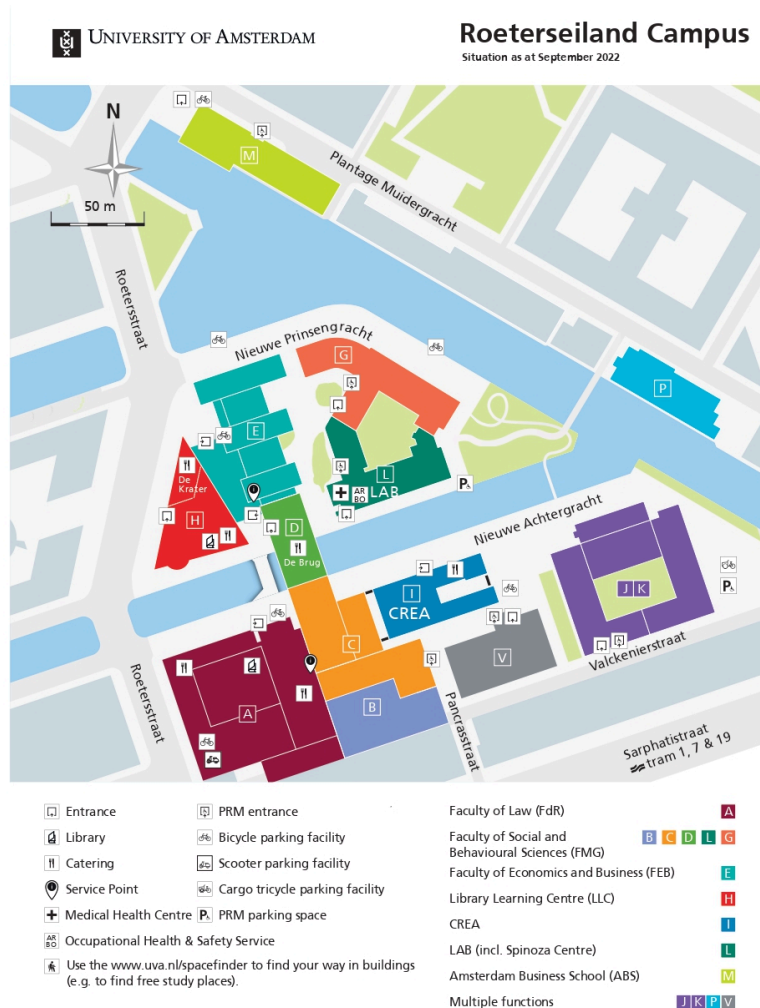 UNIVERSITY OF AMSTERDAM
Roeterseiland Campus
Situation as at September 2022
N
50 m
M
Plantage Muidergracht
Roetersstraat
Nieuwe Prinsengracht
G
P
E
De
Krater
L
LAB
AR
BO
P
H
D
De Brug
Nieuwe Achtergracht
I
CREA
J K
P
C
V
Valckenierstraat
A
B
Roetersstraat
Pancrasstraat
Sarphatistraat
tram 1, 7 & 19
Entrance
Library
Catering
Service Point
Medical Health Centre
AR
BO
Occupational Health & Safety Service
Use the www.uva.nl/spacefinder to find your way in buildings
(e.g. to find free study places).
PRM entrance
Bicycle parking facility
Scooter parking facility
Cargo tricycle parking facility
P PRM parking space
Faculty of Law (FdR) A
Faculty of Social and
Behavioural Sciences (FMG) B C D L G
Faculty of Economics and Business (FEB) E
Library Learning Centre (LLC) H
CREA I
LAB (incl. Spinoza Centre) L
Amsterdam Business School (ABS) M
Multiple functions J K P V